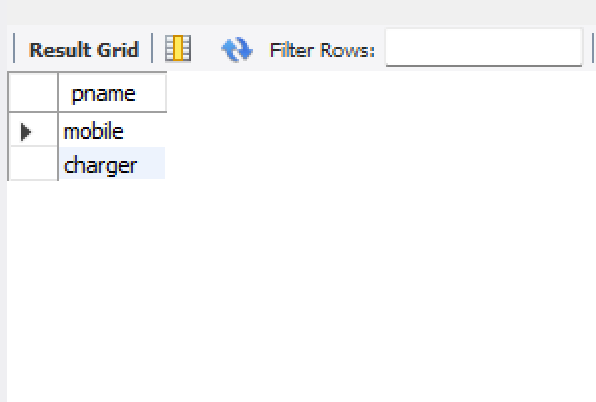 Result Grid Filter Rows:
pname
mobile
charger